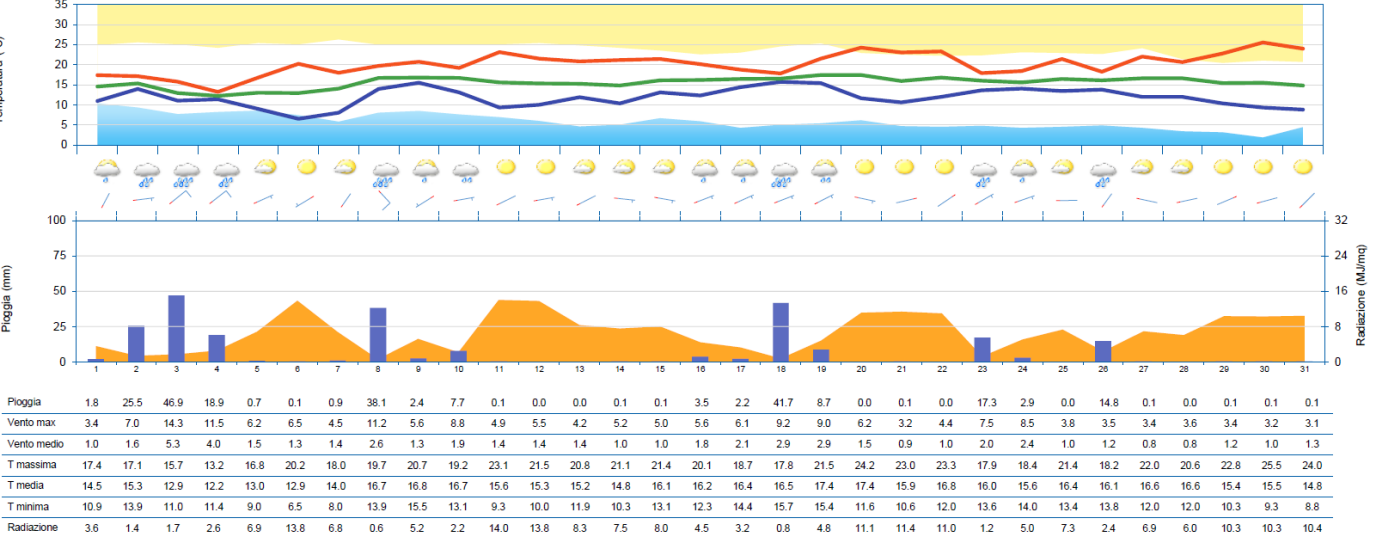 Temperatura (°C)
35
30
25
20
15
10
5
0
100
75
50
25
0
Pioggia (mm)
32
24
16
8
0
Radiazione (MJ/mq)
1 2 3 4 5 6 7 8 9 10 11 12 13 14 15 16 17 18 19 20 21 22 23 24 25 26 27 28 29 30 31
Pioggia 1.8 25.5 46.9 18.9 0.7 0.1 0.9 38.1 2.4 7.7 0.1 0.0 0.0 0.1 0.1 3.5 2.2 41.7 8.7 0.0 0.1 0.0 17.3 2.9 0.0 14.8 0.1 0.0 0.1 0.1 0.1
Vento max 3.4 7.0 14.3 11.5 6.2 6.5 4.5 11.2 5.6 8.8 4.9 5.5 4.2 5.2 5.0 5.6 6.1 9.2 9.0 6.2 3.2 4.4 7.5 8.5 3.8 3.5 3.4 3.6 3.4 3.2 3.1
Vento medio 1.0 1.6 5.3 4.0 1.5 1.3 1.4 2.6 1.3 1.9 1.4 1.4 1.4 1.0 1.0 1.8 2.1 2.9 2.9 1.5 0.9 1.0 2.0 2.4 1.0 1.2 0.8 0.8 1.2 1.0 1.3
T massima 17.4 17.1 15.7 13.2 16.8 20.2 18.0 19.7 20.7 19.2 23.1 21.5 20.8 21.1 21.4 20.1 18.7 17.8 21.5 24.2 23.0 23.3 17.9 18.4 21.4 18.2 22.0 20.6 22.8 25.5 24.0
T media 14.5 15.3 12.9 12.2 13.0 12.9 14.0 16.7 16.8 16.7 15.6 15.3 15.2 14.8 16.1 16.2 16.4 16.5 17.4 17.4 15.9 16.8 16.0 15.6 16.4 16.1 16.6 16.6 15.4 15.5 14.8
T minima 10.9 13.9 11.0 11.4 9.0 6.5 8.0 13.9 15.5 13.1 9.3 10.0 11.9 10.3 13.1 12.3 14.4 15.7 15.4 11.6 10.6 12.0 13.6 14.0 13.4 13.8 12.0 12.0 10.3 9.3 8.8
Radiazione 3.6 1.4 1.7 2.6 6.9 13.8 6.8 0.6 5.2 2.2 14.0 13.8 8.3 7.5 8.0 4.5 3.2 0.8 4.8 11.1 11.4 11.0 1.2 5.0 7.3 2.4 6.9 6.0 10.3 10.3 10.4